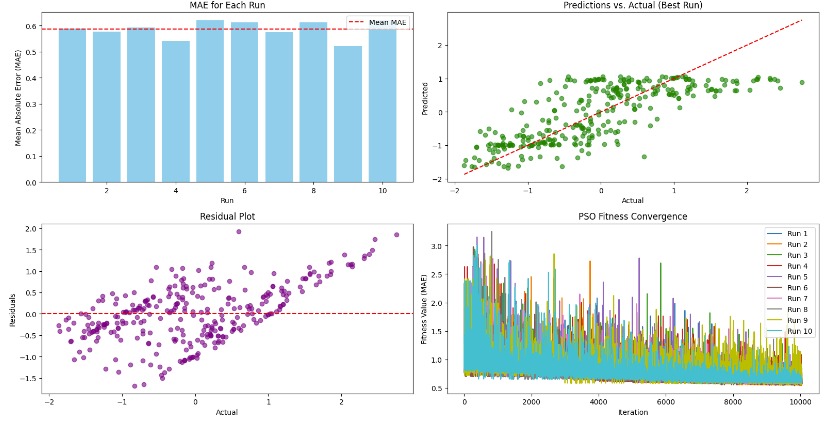 MAE for Each Run
Mean Absolute Error (MAE)
0.6
0.5
0.4
0.3
0.2
0.1
0.0
Mean MAE
2
4
6
8
10
Run
Predictions vs. Actual (Best Run)
Predicted
2
1
0
−1
−2
−2
−1
0
1
2
Actual
Residual Plot
Residuals
2.0
1.5
1.0
0.5
0.0
−0.5
−1.0
−1.5
−2
−1
0
1
2
Actual
PSO Fitness Convergence
Fitness Value (MAE)
3.0
2.5
2.0
1.5
1.0
0.5
Run 1
Run 2
Run 3
Run 4
Run 5
Run 6
Run 7
Run 8
Run 9
Run 10
0
2000
4000
6000
8000
10000
Iteration